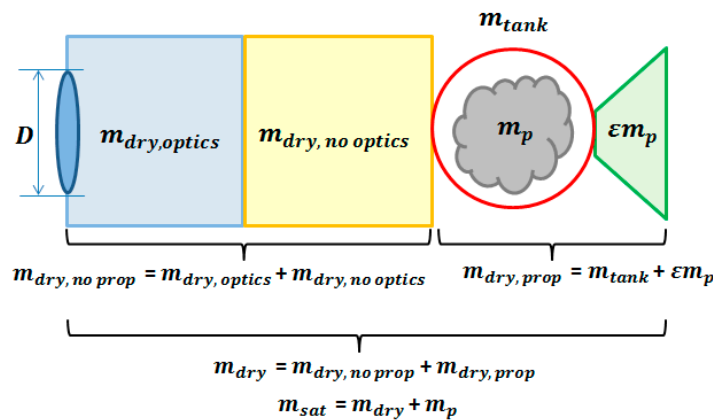 m_tank
D
m_dry,optics
m_dry, no optics
m_p
εm_p
m_dry, no prop = m_dry, optics + m_dry, no optics
m_dry, prop = m_tank + εm_p
m_dry = m_dry, no prop + m_dry, prop
m_sat = m_dry + m_p